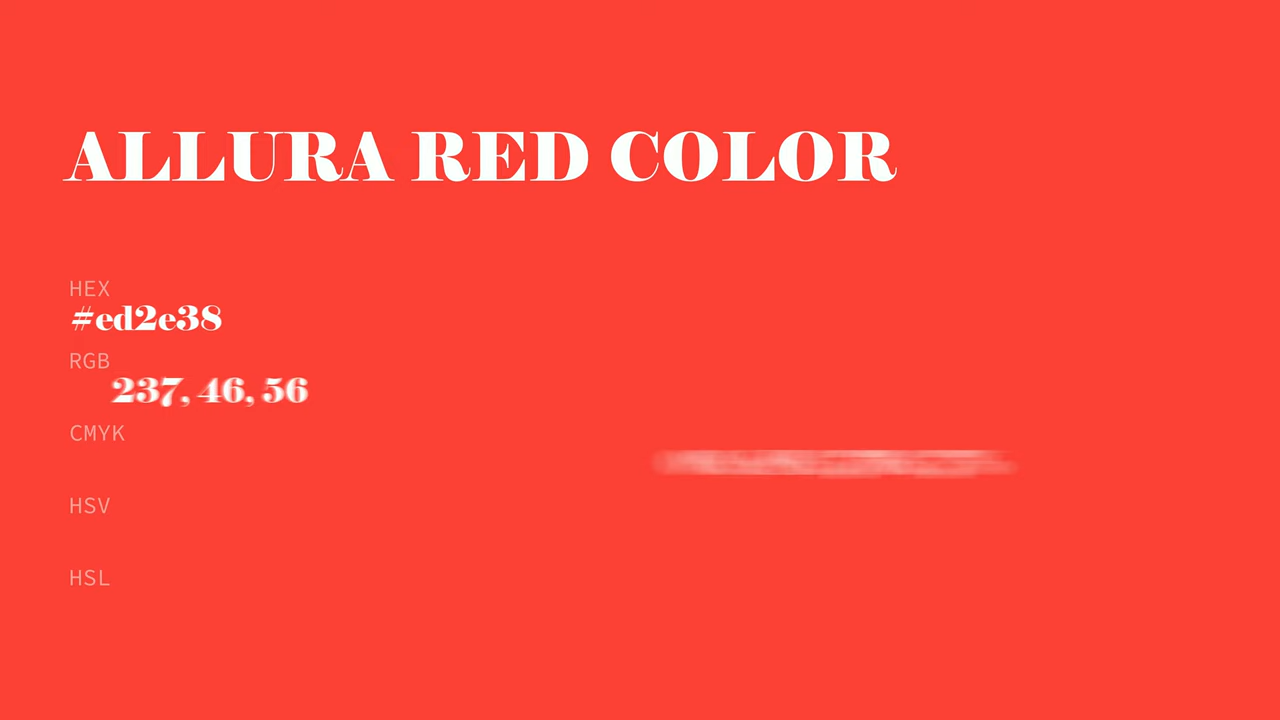 ALLURA RED COLOR
HEX
#ed2e38
RGB
237, 46, 56
CMYK
HSV
HSL